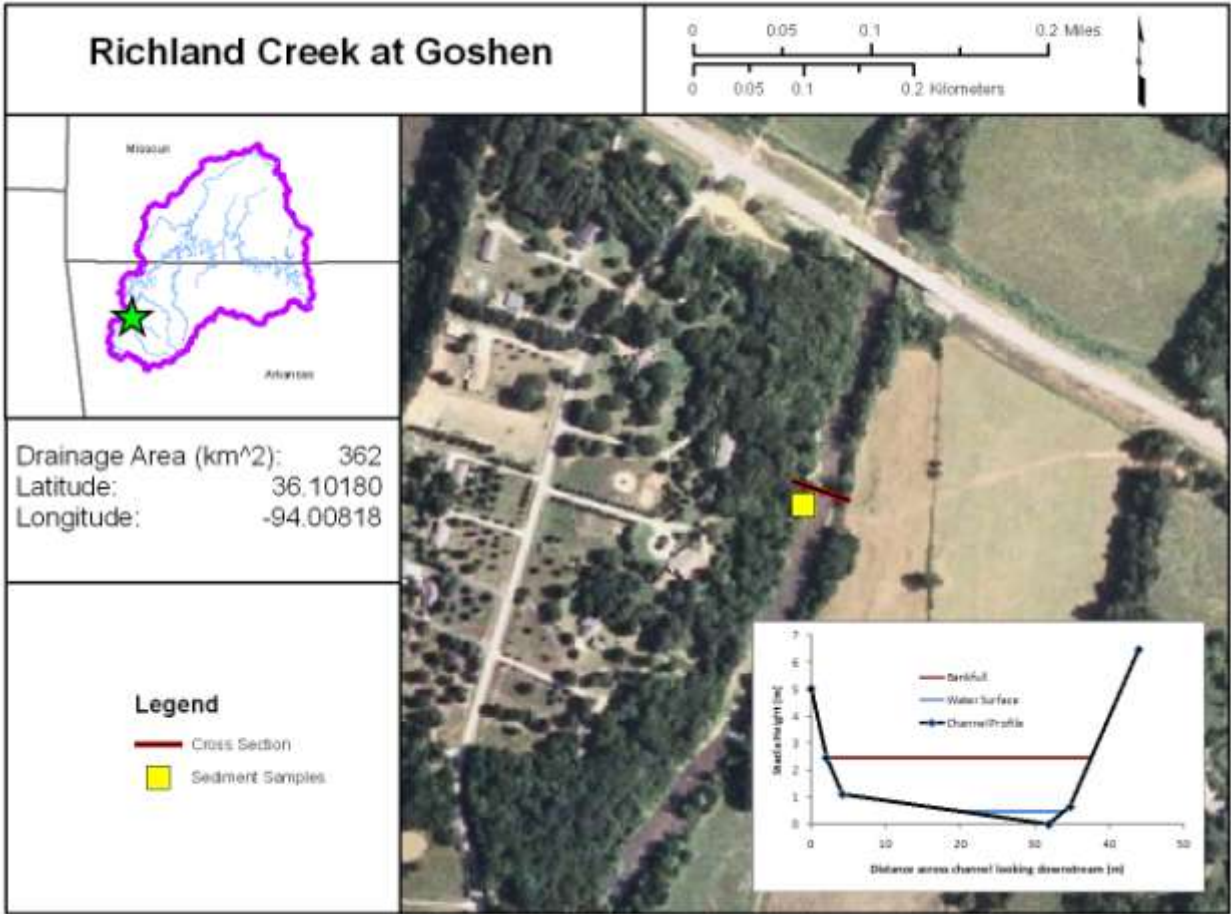 Richland Creek at Goshen
0 0.05 0.1 0.2 Miles
0 0.05 0.1 0.2 Kilometers
Missouri
Arkansas
Drainage Area (km^2): 362
Latitude: 36.10180
Longitude: -94.00818
Legend
Cross Section
Sediment Samples
7
6
5
4
3
2
1
0
Stadia Height (m)
Bankfull
Water Surface
Channel Profile
0 10 20 30 40 50
Distance across channel looking downstream (m)